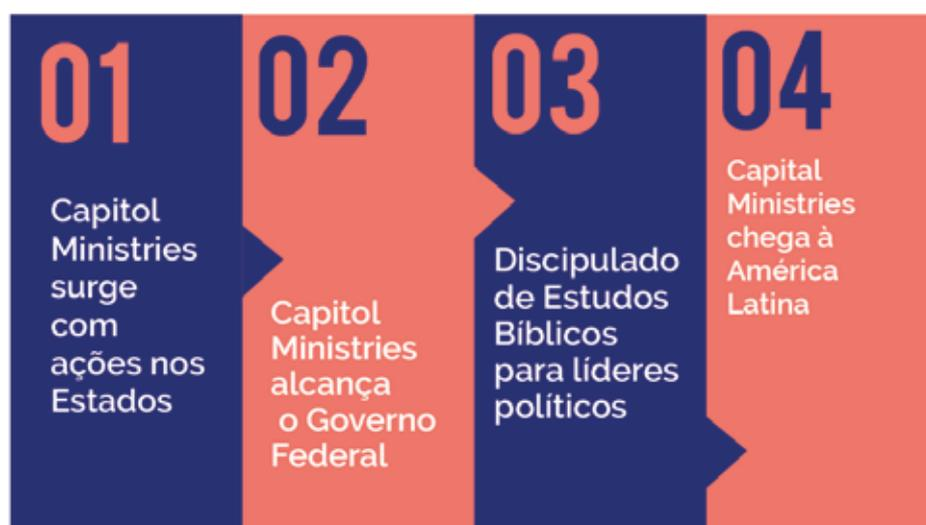 01
Capitol
Ministries
surge
com
ações nos
Estados
02
Capitol
Ministries
alcança
o Governo
Federal
03
Discipulado
de Estudos
Bíblicos
para líderes
políticos
04
Capital
Ministries
chega à
América
Latina